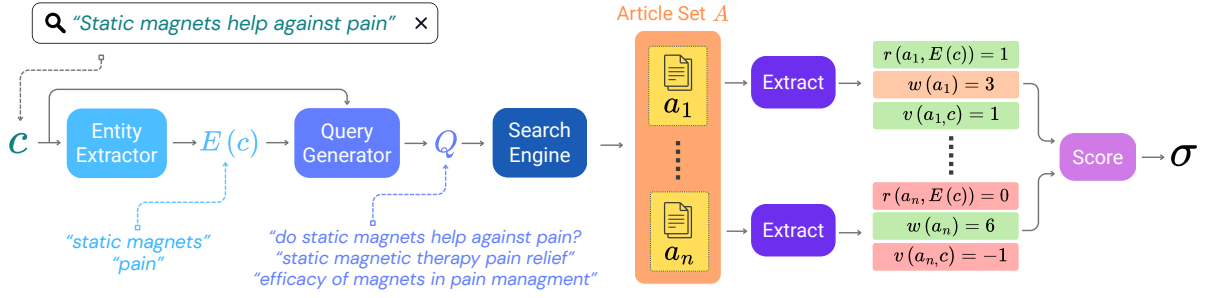 “Static magnets help against pain” ×
Article Set A
c
Entity
Extractor
E (c)
Query
Generator
Q
Search
Engine
a₁
Extract
r (a₁, E (c)) = 1
w (a₁) = 3
v (a₁,c) = 1
Score
σ
aₙ
Extract
r (aₙ, E (c)) = 0
w (aₙ) = 6
v (aₙ,c) = −1
“static magnets”
“pain”
“do static magnets help against pain?
“static magnetic therapy pain relief”
“efficacy of magnets in pain managment”